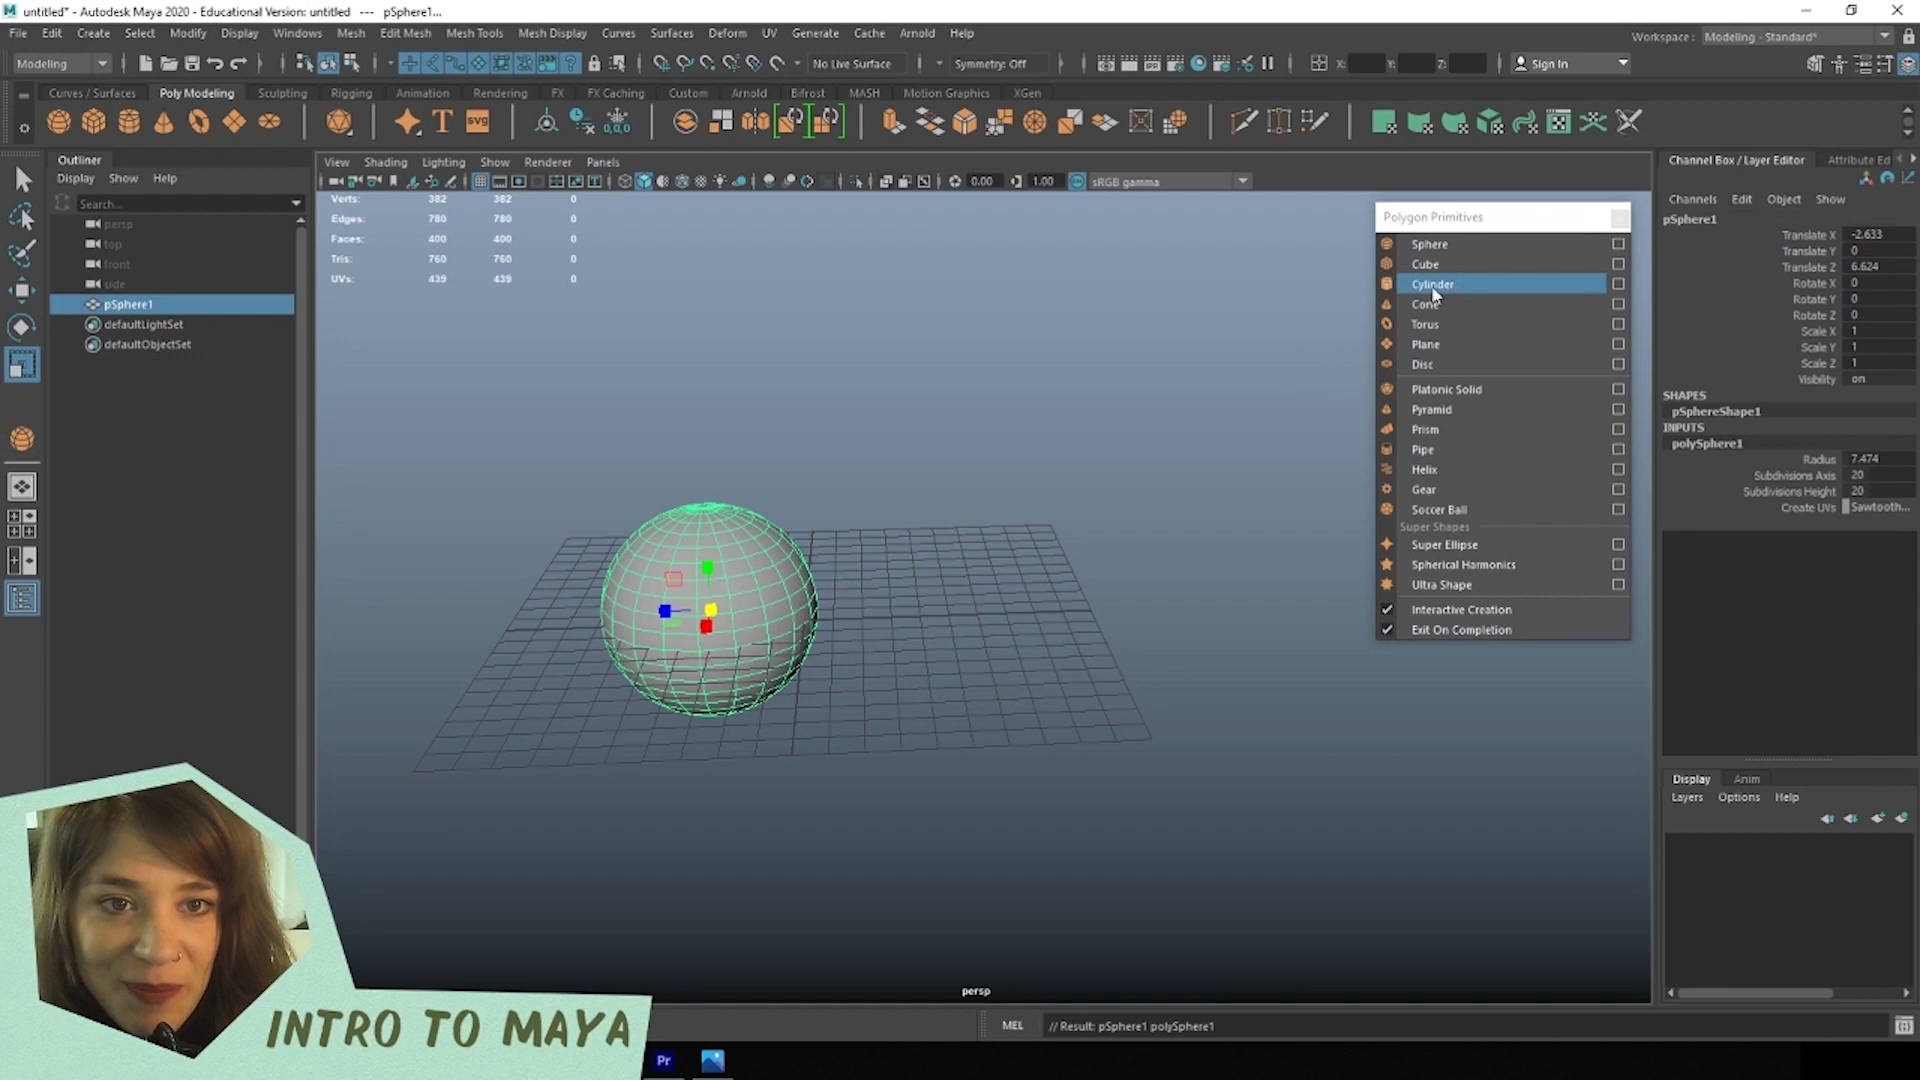 untitled* - Autodesk Maya 2020 - Educational Version: untitled --- pSphere1...
File Edit Create Select Modify Display Windows Mesh Edit Mesh Mesh Tools Mesh Display Curves Surfaces Deform UV Generate Cache Arnold Help
Workspace : Modeling - Standard*
Modeling
No Live Surface
Symmetry: Off
X:
Y:
Z:
Sign In
Curves / Surfaces Poly Modeling Sculpting Rigging Animation Rendering FX FX Caching Custom Arnold Bifrost MASH Motion Graphics XGen
T
SVG
0,0,0
Outliner
Display Show Help
Search...
persp
top
front
side
pSphere1
defaultLightSet
defaultObjectSet
View Shading Lighting Show Renderer Panels
0.00
1.00
sRGB gamma
Verts: 382 382 0
Edges: 780 780 0
Faces: 400 400 0
Tris: 760 760 0
UVs: 439 439 0
persp
Polygon Primitives
Sphere
Cube
Cylinder
Cone
Torus
Plane
Disc
Platonic Solid
Pyramid
Prism
Pipe
Helix
Gear
Soccer Ball
Super Shapes
Super Ellipse
Spherical Harmonics
Ultra Shape
Interactive Creation
Exit On Completion
Channel Box / Layer Editor
Attribute Ed
Channels Edit Object Show
pSphere1
Translate X -2.633
Translate Y 0
Translate Z 6.624
Rotate X 0
Rotate Y 0
Rotate Z 0
Scale X 1
Scale Y 1
Scale Z 1
Visibility on
SHAPES
pSphereShape1
INPUTS
polySphere1
Radius 7.474
Subdivisions Axis 20
Subdivisions Height 20
Create UVs Sawtooth...
Display Anim
Layers Options Help
MEL
// Result: pSphere1 polySphere1
INTRO TO MAYA
Pr